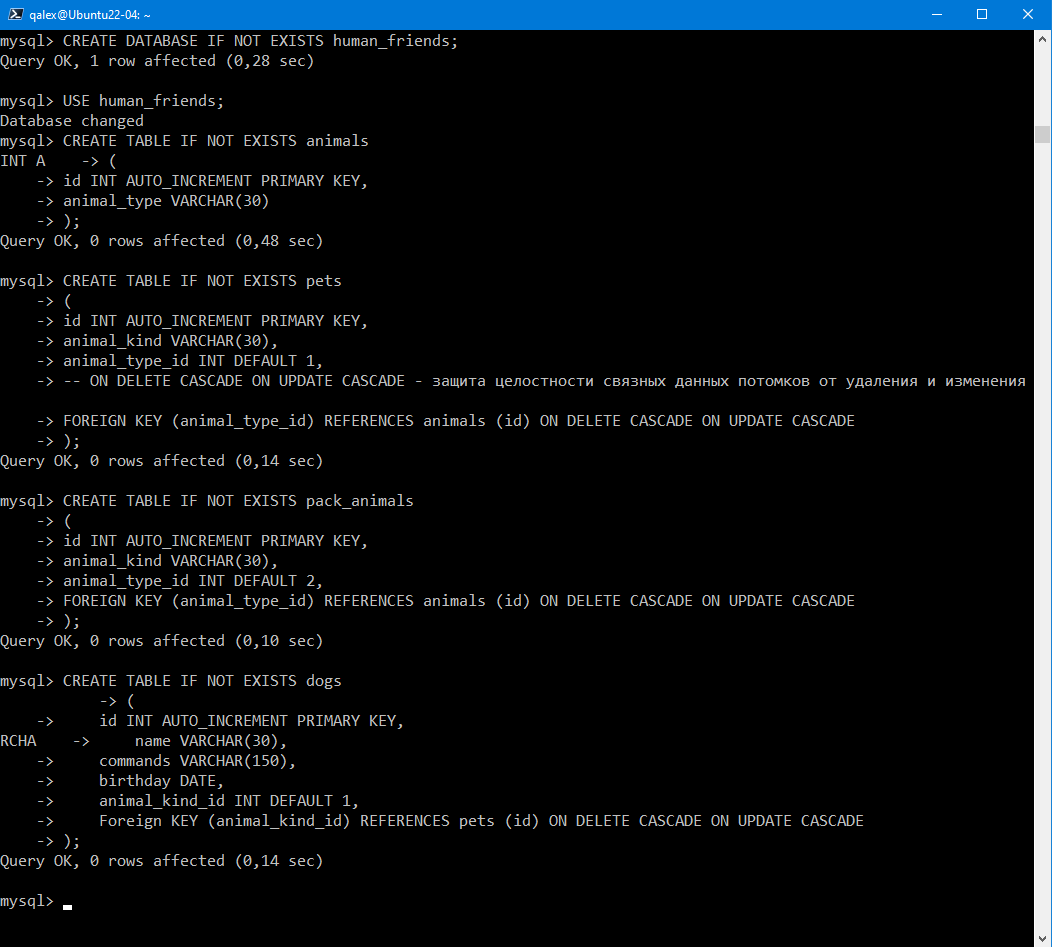 qalex@Ubuntu22-04: ~
mysql> CREATE DATABASE IF NOT EXISTS human_friends;
Query OK, 1 row affected (0,28 sec)
mysql> USE human_friends;
Database changed
mysql> CREATE TABLE IF NOT EXISTS animals
INT A    -> (
    -> id INT AUTO_INCREMENT PRIMARY KEY,
    -> animal_type VARCHAR(30)
    -> );
Query OK, 0 rows affected (0,48 sec)
mysql> CREATE TABLE IF NOT EXISTS pets
    -> (
    -> id INT AUTO_INCREMENT PRIMARY KEY,
    -> animal_kind VARCHAR(30),
    -> animal_type_id INT DEFAULT 1,
    -> -- ON DELETE CASCADE ON UPDATE CASCADE - защита целостности связных данных потомков от удаления и изменения
    -> FOREIGN KEY (animal_type_id) REFERENCES animals (id) ON DELETE CASCADE ON UPDATE CASCADE
    -> );
Query OK, 0 rows affected (0,14 sec)
mysql> CREATE TABLE IF NOT EXISTS pack_animals
    -> (
    -> id INT AUTO_INCREMENT PRIMARY KEY,
    -> animal_kind VARCHAR(30),
    -> animal_type_id INT DEFAULT 2,
    -> FOREIGN KEY (animal_type_id) REFERENCES animals (id) ON DELETE CASCADE ON UPDATE CASCADE
    -> );
Query OK, 0 rows affected (0,10 sec)
mysql> CREATE TABLE IF NOT EXISTS dogs
           -> (
    ->     id INT AUTO_INCREMENT PRIMARY KEY,
RCHA    ->     name VARCHAR(30),
    ->     commands VARCHAR(150),
    ->     birthday DATE,
    ->     animal_kind_id INT DEFAULT 1,
    ->     Foreign KEY (animal_kind_id) REFERENCES pets (id) ON DELETE CASCADE ON UPDATE CASCADE
    -> );
Query OK, 0 rows affected (0,14 sec)
mysql>